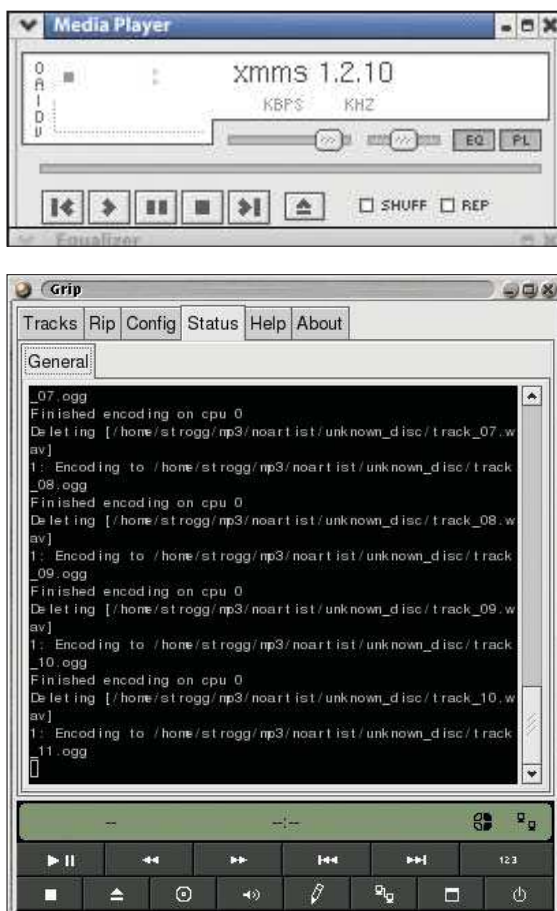 Media Player
O
A
I
D
V
xmms 1.2.10
KBPS KHZ
EQ PL
SHUFF REP
Equalizer
Grip
Tracks Rip Config Status Help About
General
_07.ogg
Finished encoding on cpu 0
Deleting [/home/strogg/mp3/noartist/unknown_disc/track_07.w
av]
1: Encoding to /home/strogg/mp3/noartist/unknown_disc/track
_08.ogg
Finished encoding on cpu 0
Deleting [/home/strogg/mp3/noartist/unknown_disc/track_08.w
av]
1: Encoding to /home/strogg/mp3/noartist/unknown_disc/track
_09.ogg
Finished encoding on cpu 0
Deleting [/home/strogg/mp3/noartist/unknown_disc/track_09.w
av]
1: Encoding to /home/strogg/mp3/noartist/unknown_disc/track
_10.ogg
Finished encoding on cpu 0
Deleting [/home/strogg/mp3/noartist/unknown_disc/track_10.w
av]
1: Encoding to /home/strogg/mp3/noartist/unknown_disc/track
_11.ogg
-- --:--
123